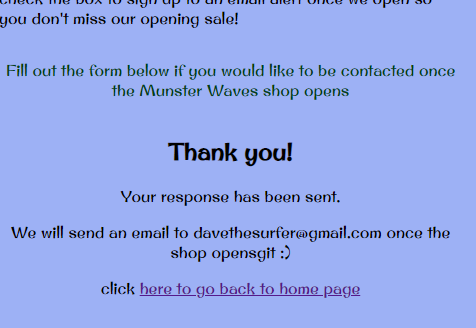 check the box to sign up to an email alert once we open so
you don't miss our opening sale!
Fill out the form below if you would like to be contacted once
the Munster Waves shop opens
Thank you!
Your response has been sent.
We will send an email to davethesurfer@gmail.com once the
shop opensgit :)
click here to go back to home page